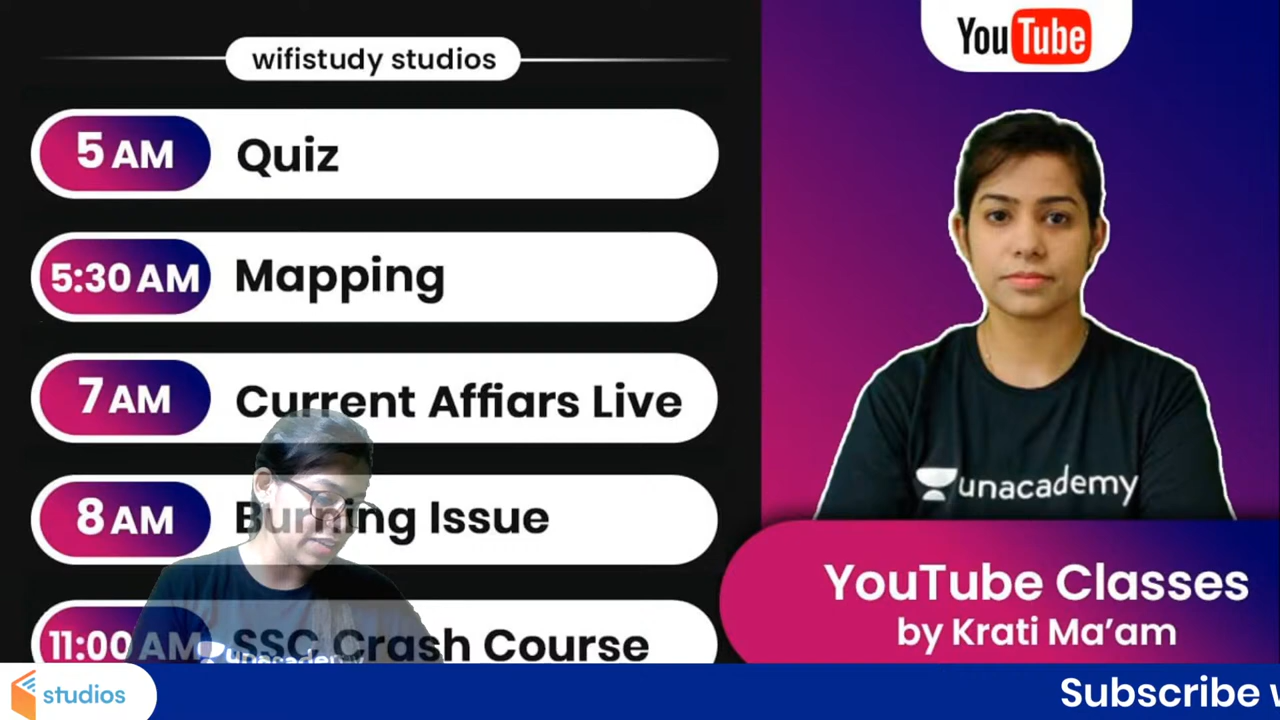 wifistudy studios
5 AM Quiz
5:30 AM Mapping
7 AM Current Affiars Live
8 AM Burning Issue
11:00 AM SSC Crash Course
unacademy
YouTube
unacademy
YouTube Classes
by Krati Ma'am
studios
Subscribe